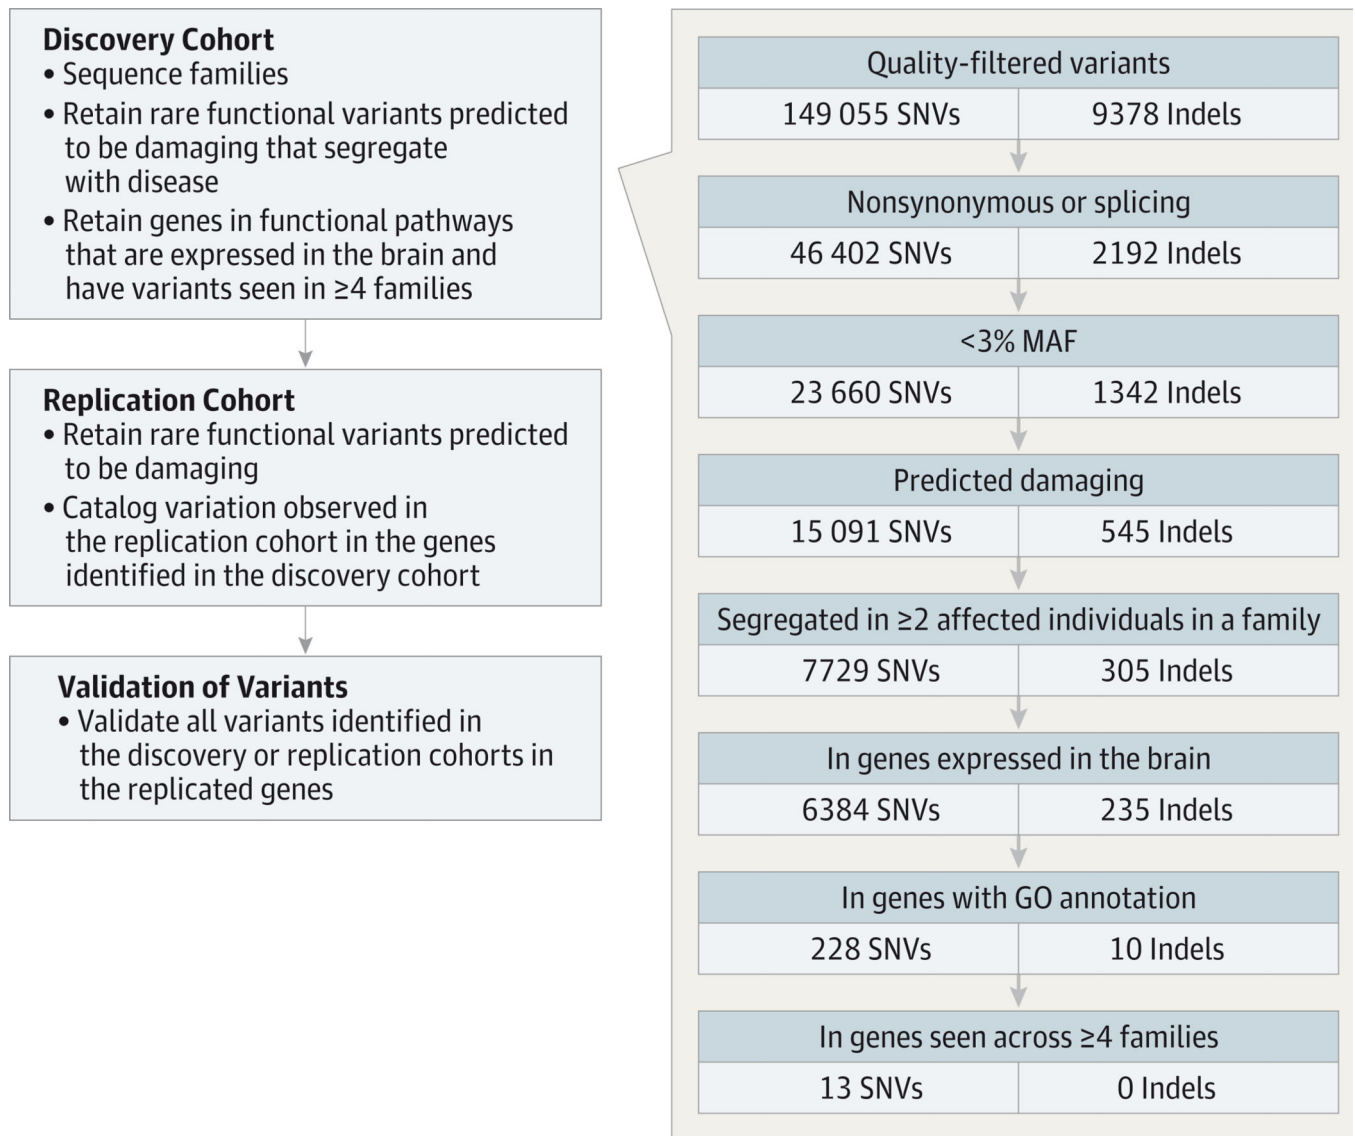 Discovery Cohort
• Sequence families
• Retain rare functional variants predicted
to be damaging that segregate
with disease
• Retain genes in functional pathways
that are expressed in the brain and
have variants seen in ≥4 families
Replication Cohort
• Retain rare functional variants predicted
to be damaging
• Catalog variation observed in
the replication cohort in the genes
identified in the discovery cohort
Validation of Variants
• Validate all variants identified in
the discovery or replication cohorts in
the replicated genes
Quality-filtered variants
149 055 SNVs 9378 Indels
Nonsynonymous or splicing
46 402 SNVs 2192 Indels
<3% MAF
23 660 SNVs 1342 Indels
Predicted damaging
15 091 SNVs 545 Indels
Segregated in ≥2 affected individuals in a family
7729 SNVs 305 Indels
In genes expressed in the brain
6384 SNVs 235 Indels
In genes with GO annotation
228 SNVs 10 Indels
In genes seen across ≥4 families
13 SNVs 0 Indels